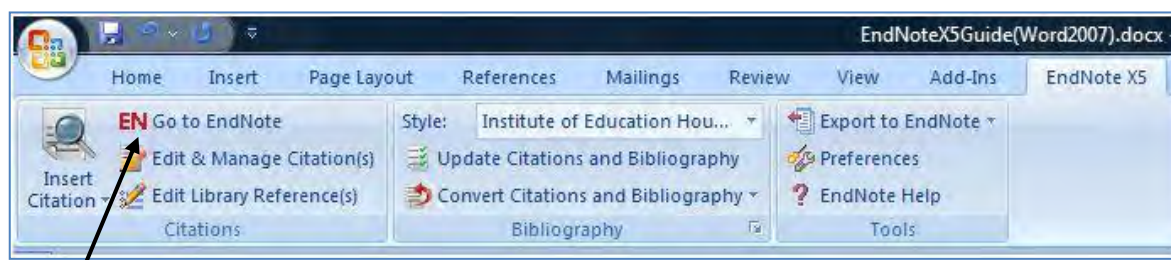 EndNoteX5Guide(Word2007).docx
Home Insert Page Layout References Mailings Review View Add-Ins EndNote X5
EN Go to EndNote Style: Institute of Education Hou... Export to EndNote
Edit & Manage Citation(s) Update Citations and Bibliography Preferences
Insert
Citation Edit Library Reference(s) Convert Citations and Bibliography ? EndNote Help
Citations Bibliography Tools